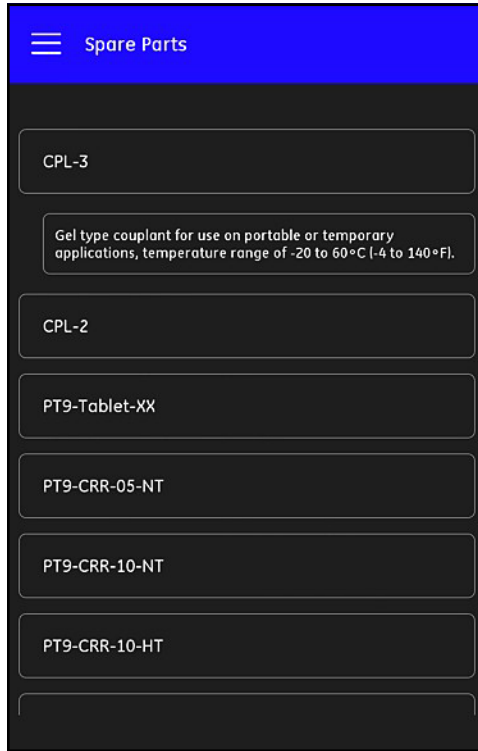 Spare Parts
CPL-3
Gel type couplant for use on portable or temporary
applications, temperature range of -20 to 60°C (-4 to 140°F).
CPL-2
PT9-Tablet-XX
PT9-CRR-05-NT
PT9-CRR-10-NT
PT9-CRR-10-HT